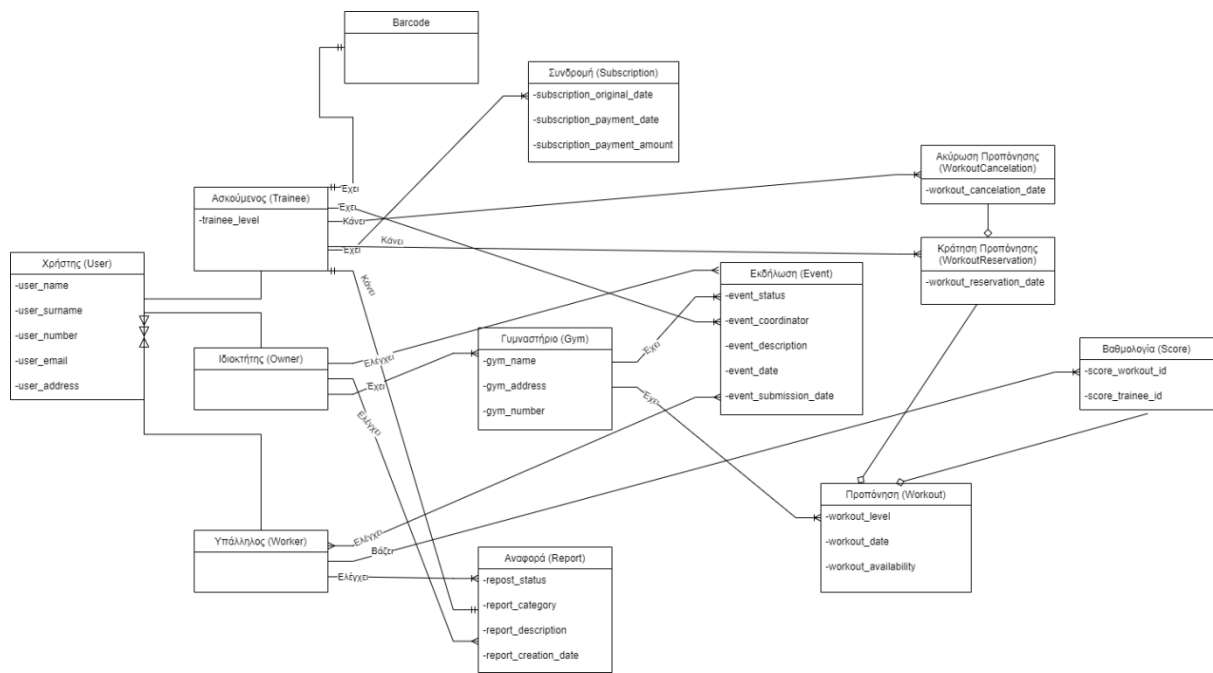 Barcode
Συνδρομή (Subscription)
-subscription_original_date
-subscription_payment_date
-subscription_payment_amount
Ακύρωση Προπόνησης
(WorkoutCancelation)
-workout_cancelation_date
Ασκούμενος (Trainee)
-trainee_level
Έχει
Έχει
Κάνει
Κάνει
Έχει
Κάνει
Κράτηση Προπόνησης
(WorkoutReservation)
-workout_reservation_date
Χρήστης (User)
-user_name
-user_surname
-user_number
-user_email
-user_address
Εκδήλωση (Event)
-event_status
-event_coordinator
-event_description
-event_date
-event_submission_date
Ιδιοκτήτης (Owner)
Ελέγχει
Έχει
Ελέγχει
Γυμναστήριο (Gym)
-gym_name
-gym_address
-gym_number
Έχει
Έχει
Βαθμολογία (Score)
-score_workout_id
-score_trainee_id
Προπόνηση (Workout)
-workout_level
-workout_date
-workout_availability
Υπάλληλος (Worker)
Ελέγχει
Βάζει
Ελέγχει
Αναφορά (Report)
-repost_status
-report_category
-report_description
-report_creation_date